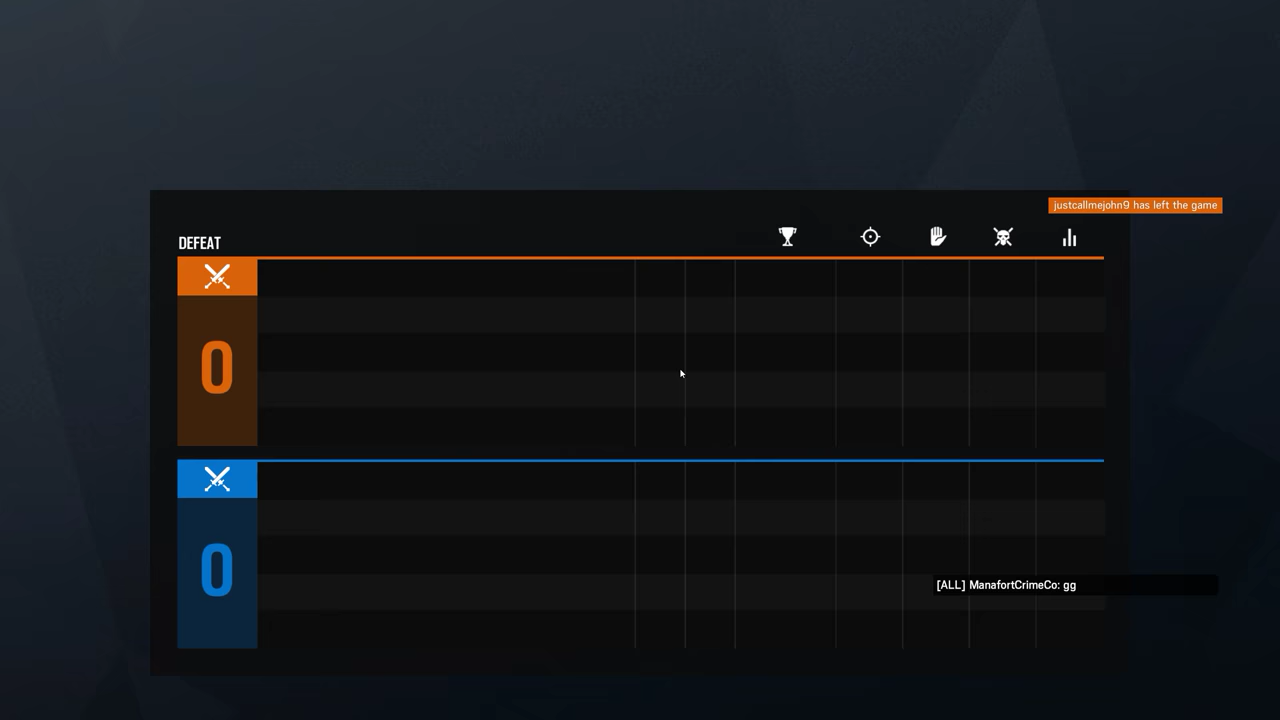 justcallmejohn9 has left the game
DEFEAT
0
0
[ALL] ManafortCrimeCo: gg